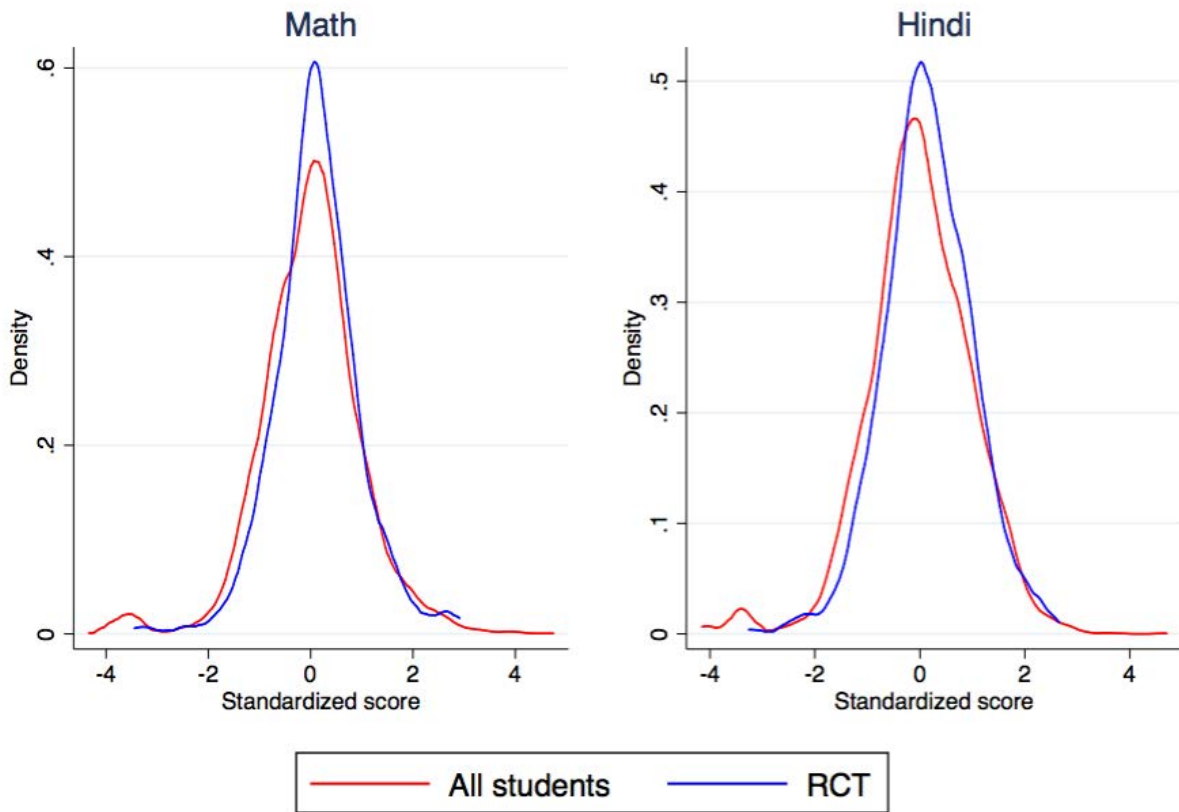 Math
Density
0
.2
.4
.6
-4 -2 0 2 4
Standardized score
Hindi
Density
0
.1
.2
.3
.4
.5
-4 -2 0 2 4
Standardized score
All students RCT